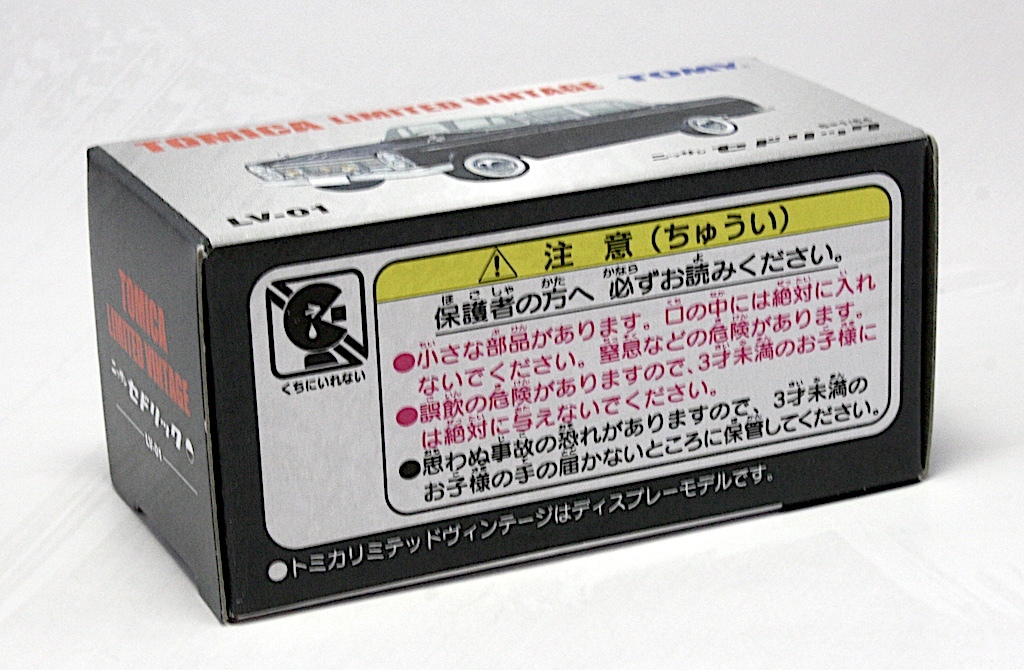 TOMICA LIMITED VINTAGE TOMY
LV-01
TOMICA
LIMITED VINTAGE
セドリック
LV-01
くちにいれない
注意(ちゅうい)
保護者の方へ 必ずお読みください。
●小さな部品があります。口の中には絶対に入れ
ないでください。窒息などの危険があります。
●誤飲の危険がありますので、3才未満のお子様に
は絶対に与えないでください。
●思わぬ事故の恐れがありますので、3才未満の
お子様の手の届かないところに保管してください。
●トミカリミテッドヴィンテージはディスプレーモデルです。